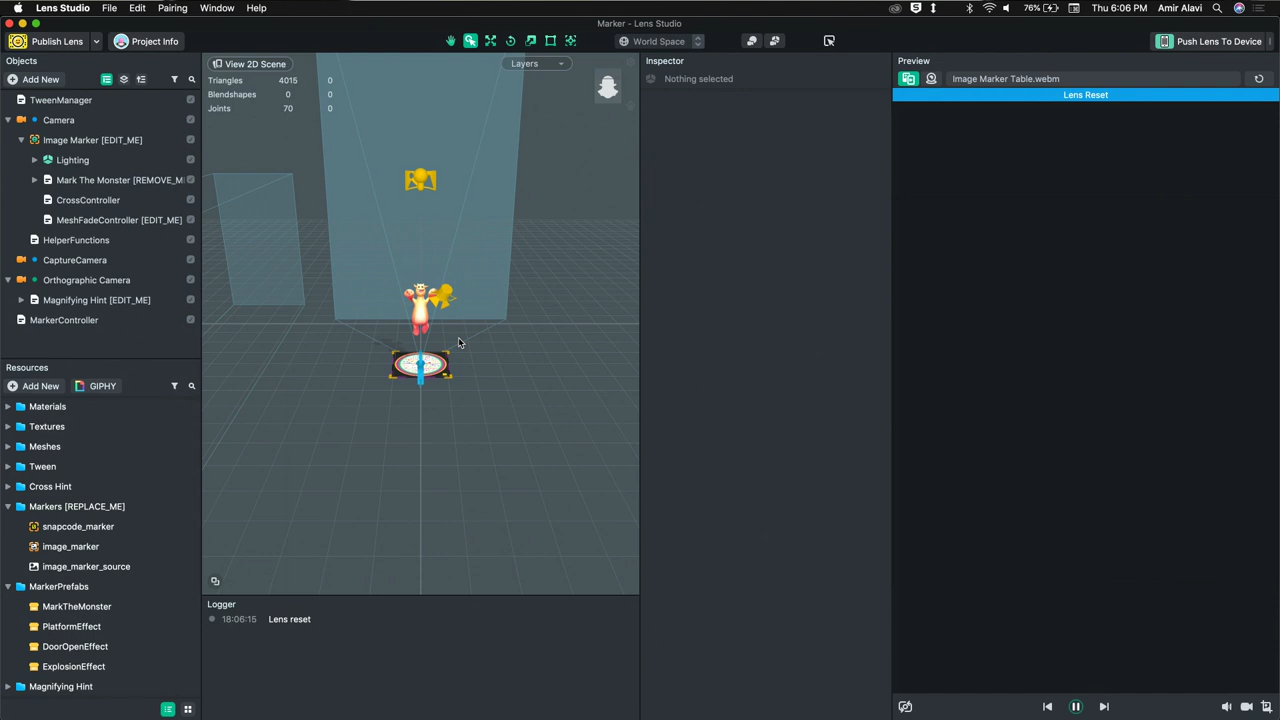 Lens Studio File Edit Pairing Window Help
76% Thu 6:06 PM Amir Alavi
Marker - Lens Studio
Publish Lens Project Info World Space Push Lens To Device
Objects
Add New
TweenManager
Camera
Image Marker [EDIT_ME]
Lighting
Mark The Monster [REMOVE_M
CrossController
MeshFadeController [EDIT_ME]
HelperFunctions
CaptureCamera
Orthographic Camera
Magnifying Hint [EDIT_ME]
MarkerController
Resources
Add New GIPHY
Materials
Textures
Meshes
Tween
Cross Hint
Markers [REPLACE_ME]
snapcode_marker
image_marker
image_marker_source
MarkerPrefabs
MarkTheMonster
PlatformEffect
DoorOpenEffect
ExplosionEffect
Magnifying Hint
View 2D Scene Layers
Triangles 4015 0
Blendshapes 0 0
Joints 70 0
Logger
18:06:15 Lens reset
Inspector
Nothing selected
Preview
Image Marker Table.webm
Lens Reset